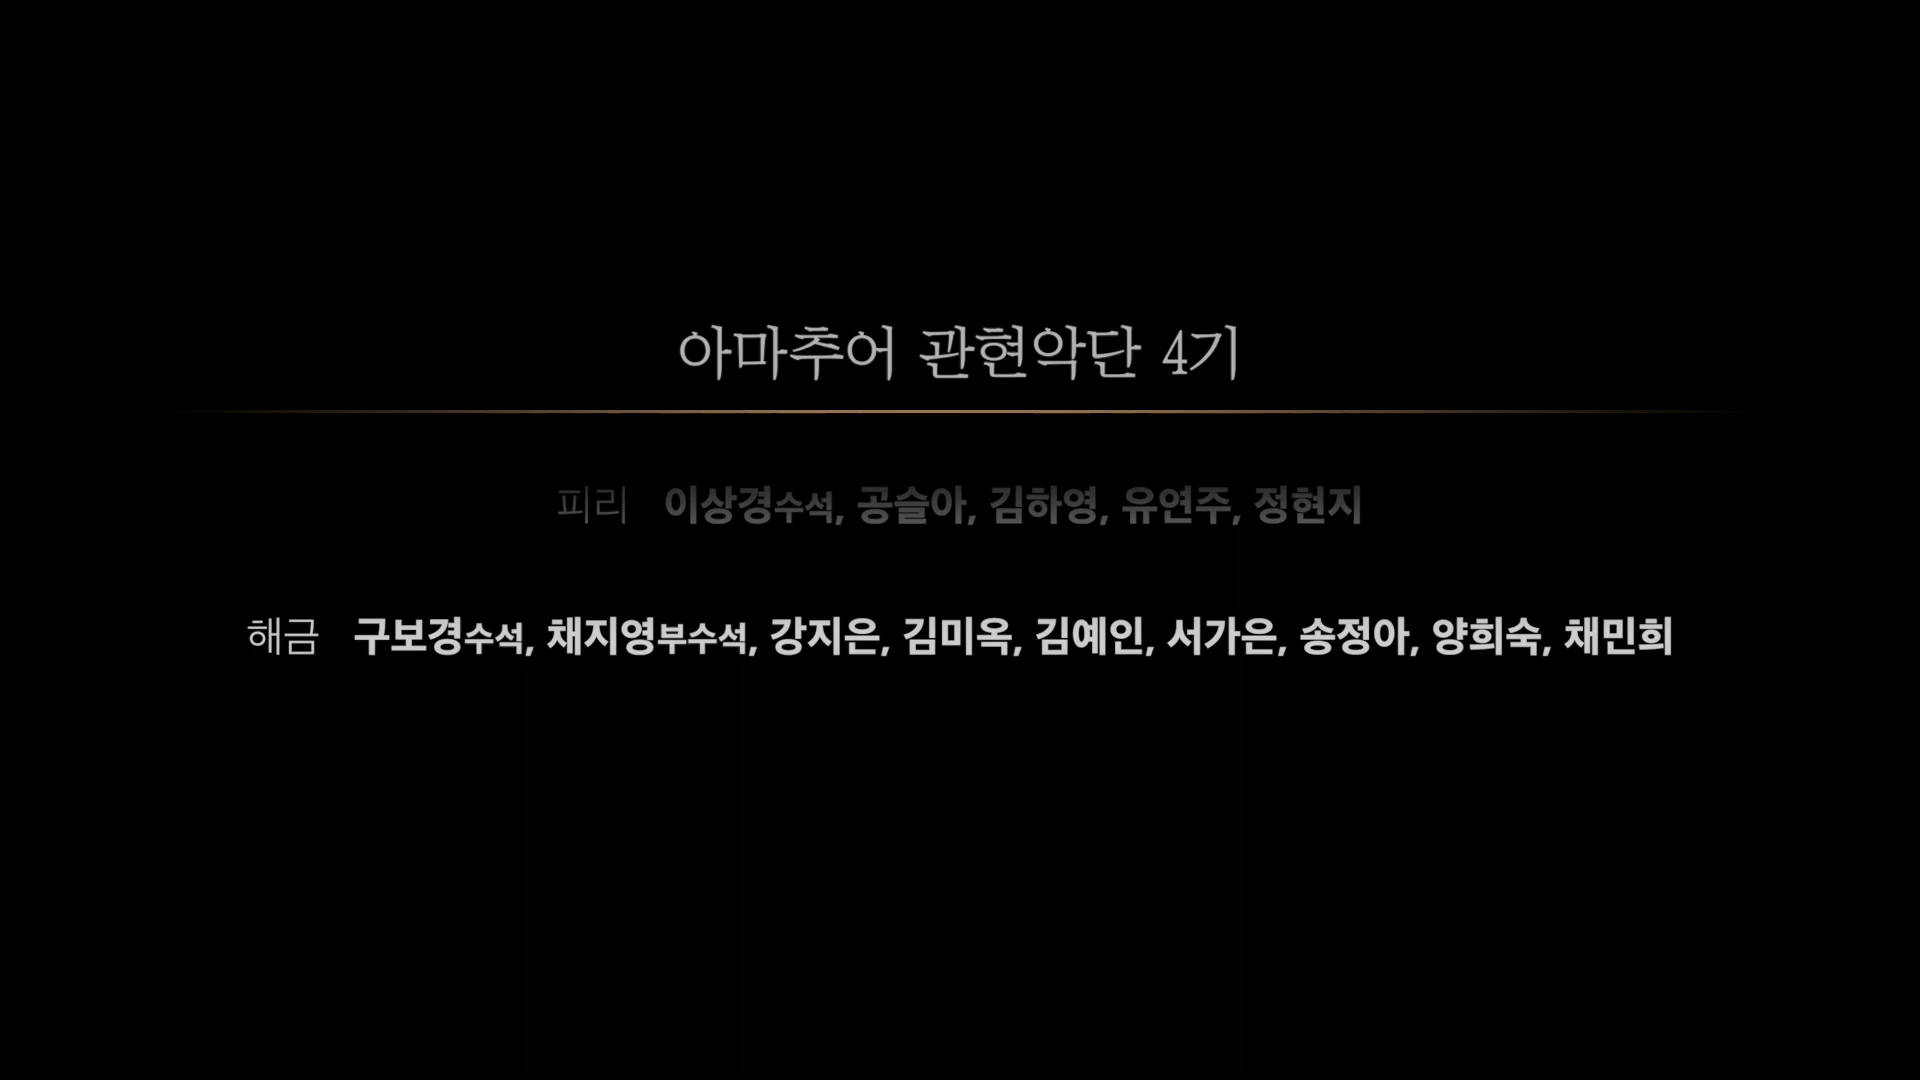 아마추어 관현악단 4기
피리 이상경수석, 공슬아, 김하영, 유연주, 정현지
해금 구보경수석, 채지영부수석, 강지은, 김미옥, 김예인, 서가은, 송정아, 양희숙, 채민희